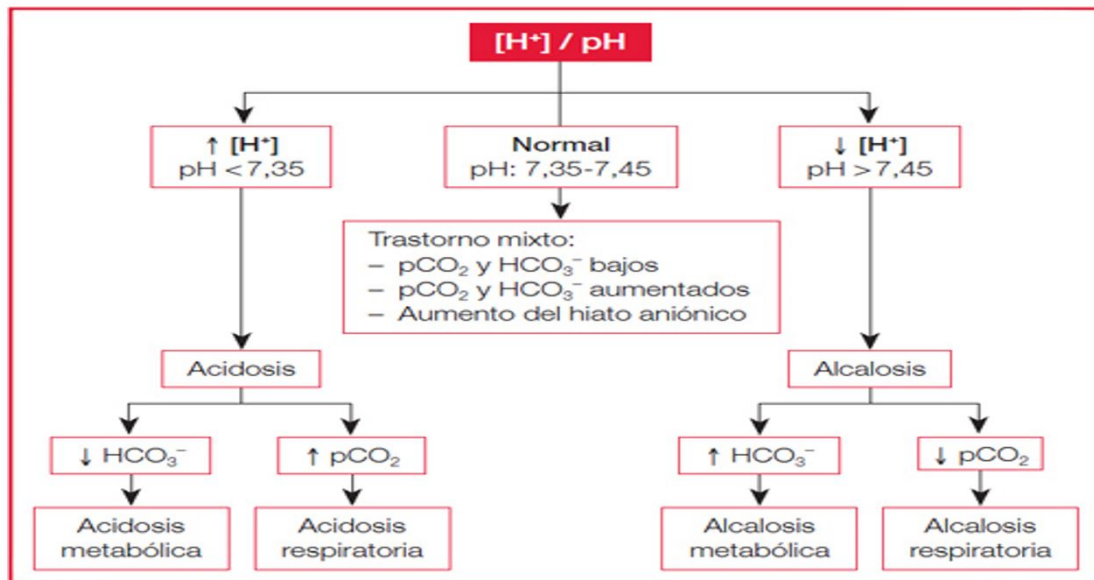 [H⁺] / pH
↑ [H⁺]
pH < 7,35
Normal
pH: 7,35-7,45
↓ [H⁺]
pH > 7,45
Trastorno mixto:
– pCO₂ y HCO₃⁻ bajos
– pCO₂ y HCO₃⁻ aumentados
– Aumento del hiato aniónico
Acidosis
Alcalosis
↓ HCO₃⁻
↑ pCO₂
↑ HCO₃⁻
↓ pCO₂
Acidosis
metabólica
Acidosis
respiratoria
Alcalosis
metabólica
Alcalosis
respiratoria